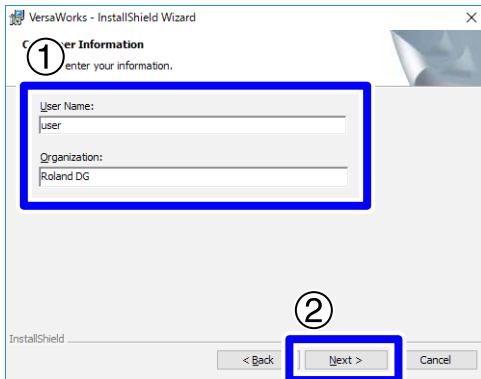 VersaWorks - InstallShield Wizard
er Information
enter your information.
①
User Name:
user
Organization:
Roland DG
②
InstallShield
< Back
Next >
Cancel